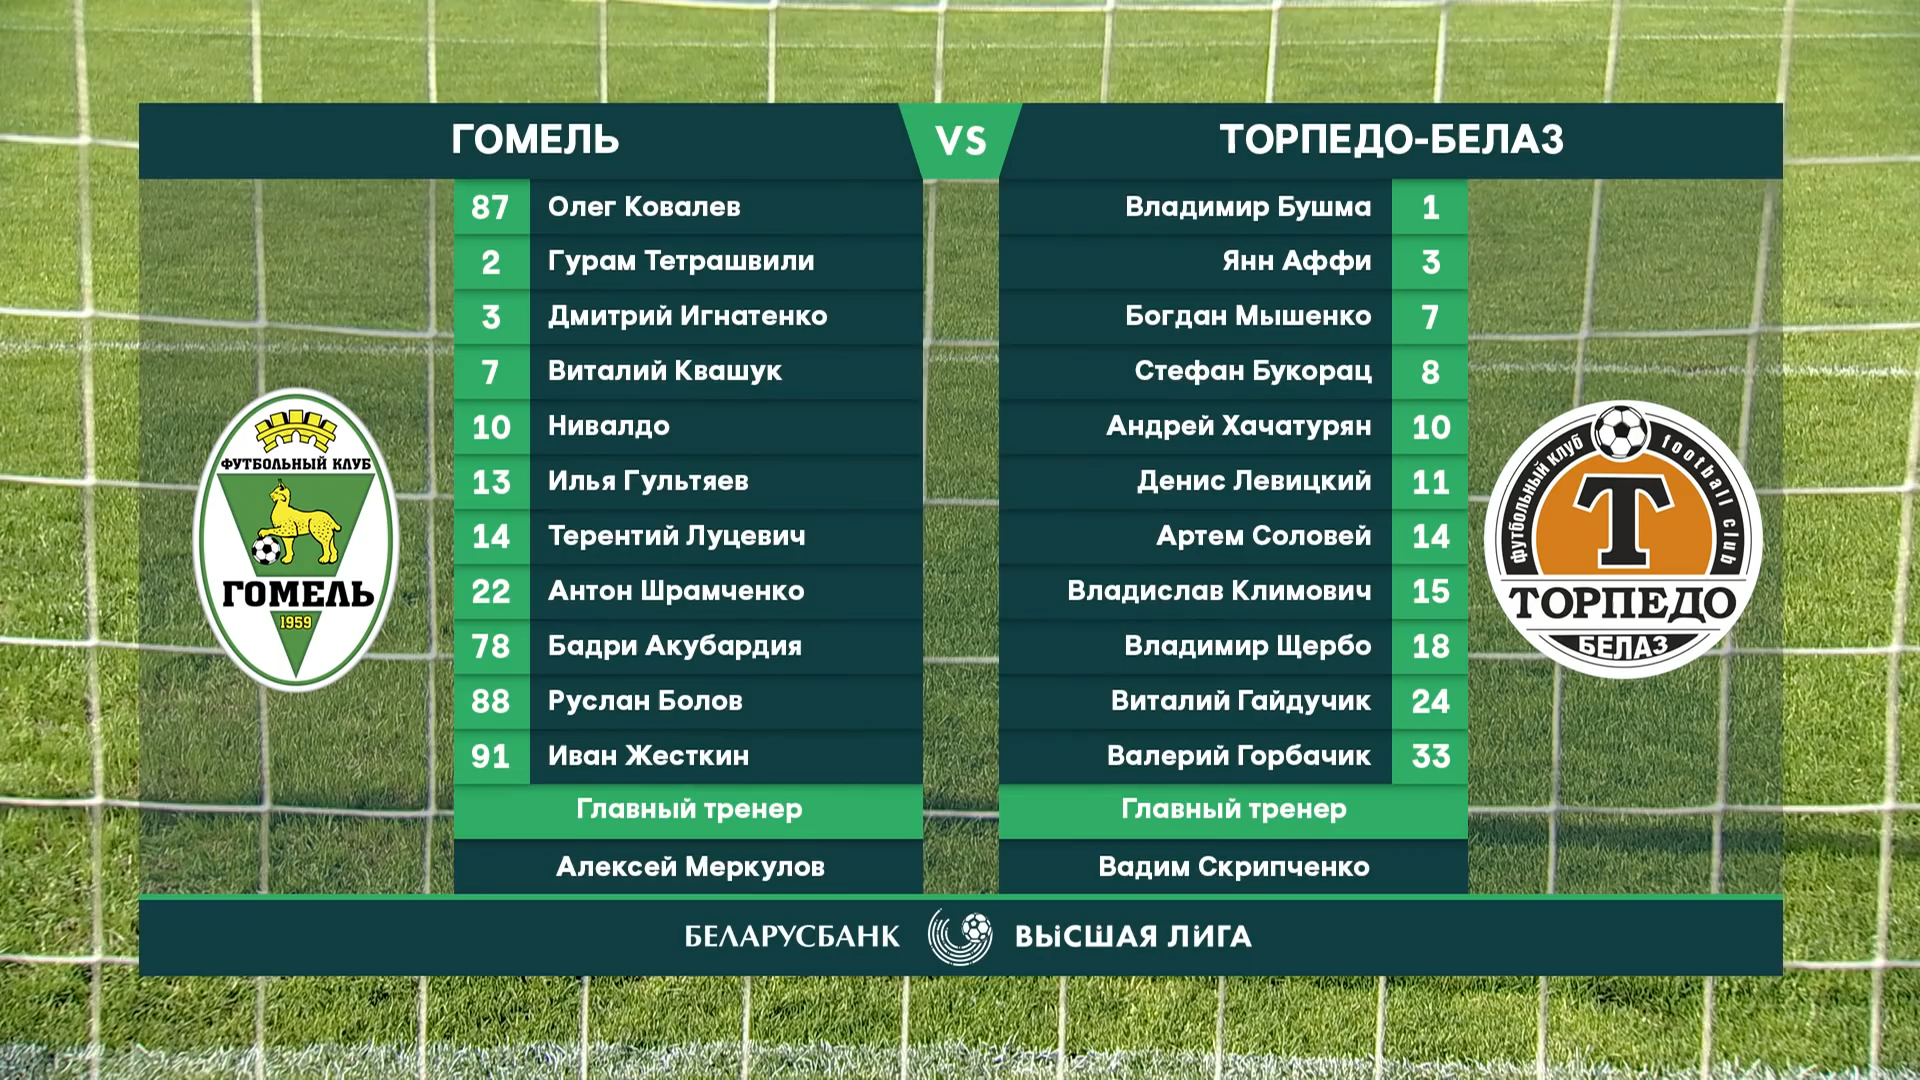 ГОМЕЛЬ VS ТОРПЕДО-БЕЛАЗ
87 Олег Ковалев
2 Гурам Тетрашвили
3 Дмитрий Игнатенко
7 Виталий Квашук
10 Нивалдо
13 Илья Гультяев
14 Терентий Луцевич
22 Антон Шрамченко
78 Бадри Акубардия
88 Руслан Болов
91 Иван Жесткин
Главный тренер
Алексей Меркулов
Владимир Бушма 1
Янн Аффи 3
Богдан Мышенко 7
Стефан Букорац 8
Андрей Хачатурян 10
Денис Левицкий 11
Артем Соловей 14
Владислав Климович 15
Владимир Щербо 18
Виталий Гайдучик 24
Валерий Горбачик 33
Главный тренер
Вадим Скрипченко
ФУТБОЛЬНЫЙ КЛУБ
ГОМЕЛЬ
1959
футбольный клуб football club
Т
ТОРПЕДО
БЕЛАЗ
БЕЛАРУСБАНК ВЫСШАЯ ЛИГА